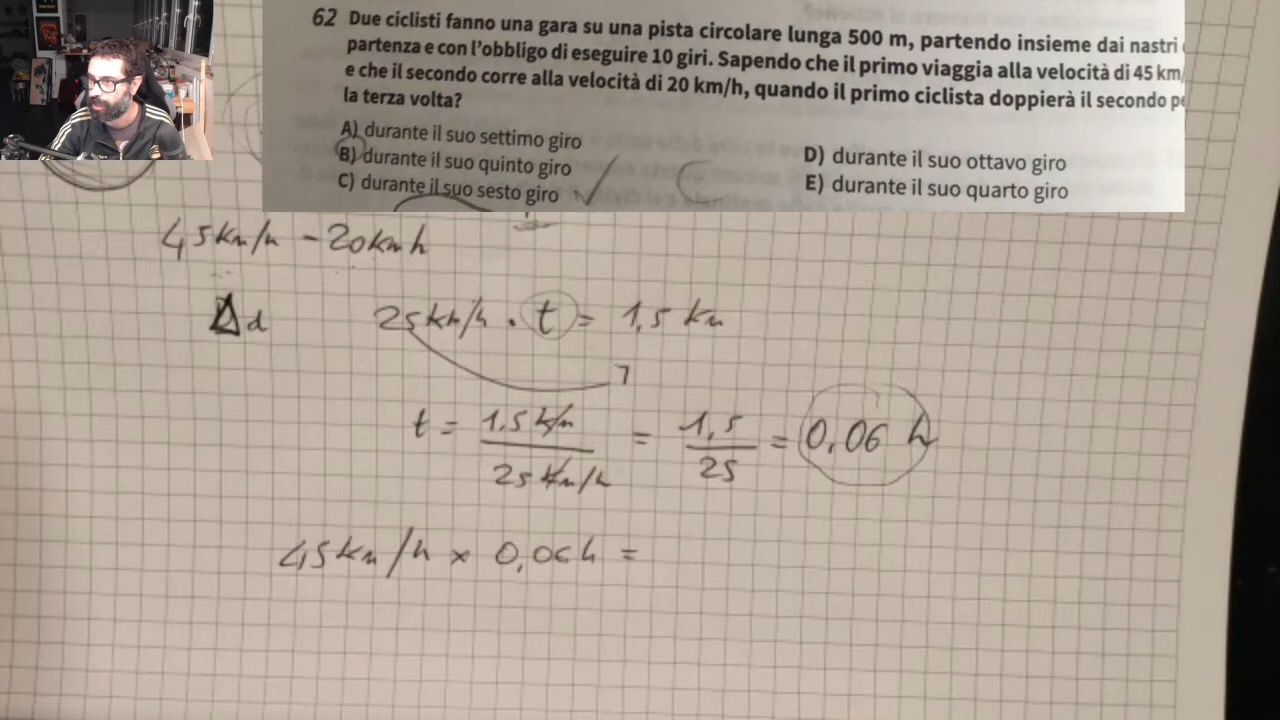 62 Due ciclisti fanno una gara su una pista circolare lunga 500 m, partendo insieme dai nastri
partenza e con l'obbligo di eseguire 10 giri. Sapendo che il primo viaggia alla velocità di 45 km/
e che il secondo corre alla velocità di 20 km/h, quando il primo ciclista doppierà il secondo pe
la terza volta?
A) durante il suo settimo giro
B) durante il suo quinto giro
C) durante il suo sesto giro
D) durante il suo ottavo giro
E) durante il suo quarto giro
45km/h - 20kmh
Δd 25km/h . t = 1,5 km
t = 1.5 km / 25 km/h = 1,5 / 25 = 0,06 h
45km/h × 0,06h =